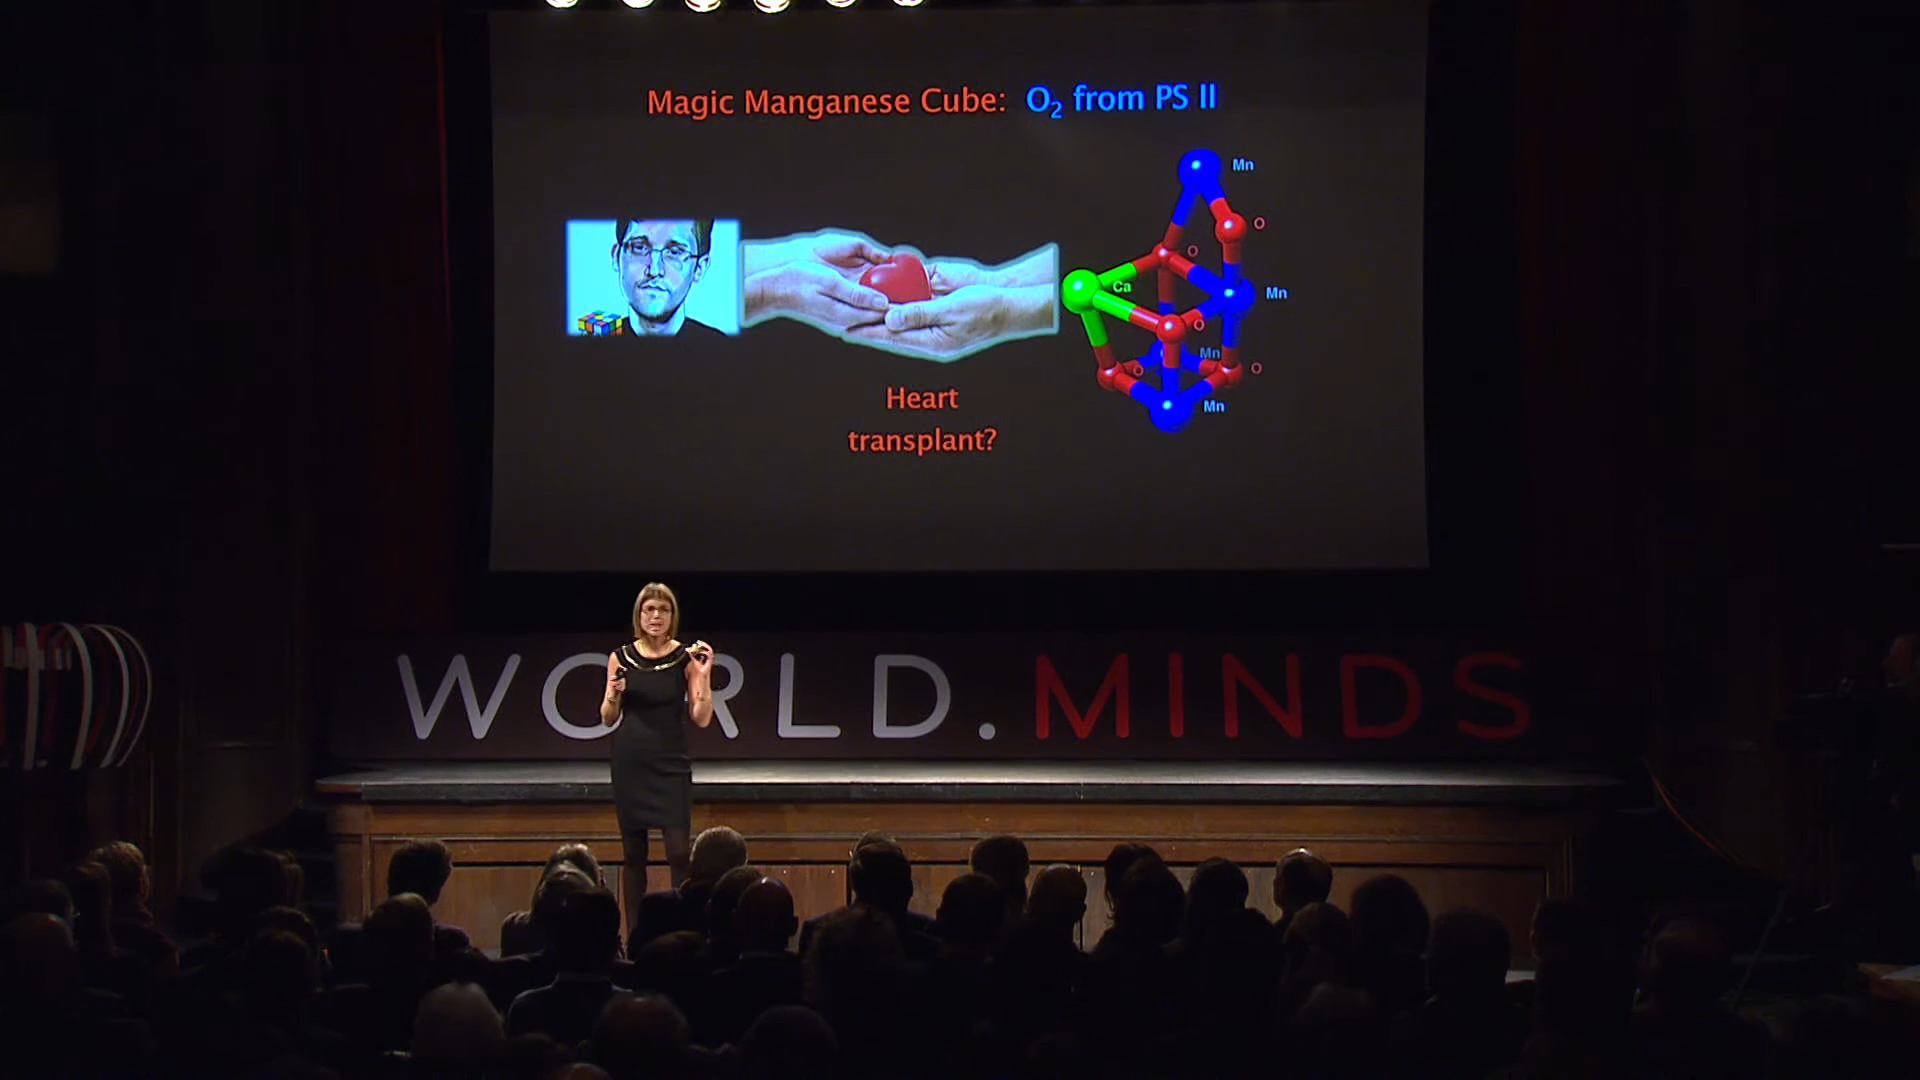 Magic Manganese Cube: O₂ from PS II
Mn
O
O
Ca
Mn
O
Mn
O
O
Mn
Heart
transplant?
WORLD.MINDS